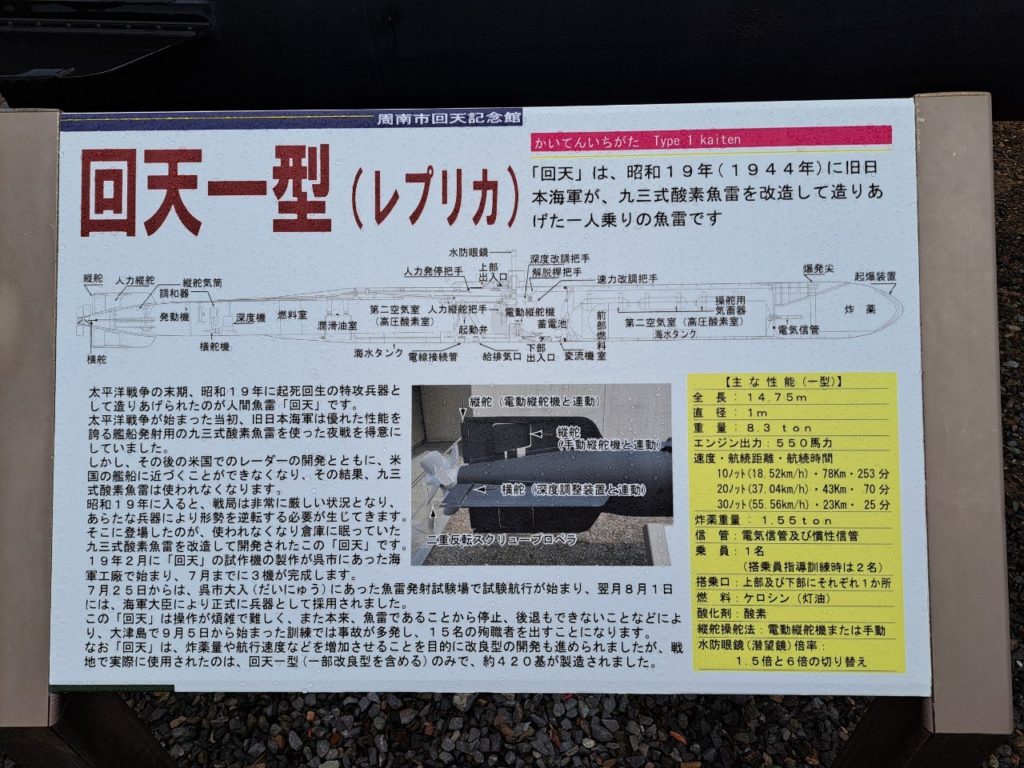 周南市回天記念館
回天一型(レプリカ)
かいてんいちがた Type 1 kaiten
「回天」は、昭和19年(1944年)に旧日
本海軍が、九三式酸素魚雷を改造して造りあ
げた一人乗りの魚雷です
水防眼鏡
上部
出入口
人力発停把手
深度改調把手
解脱桿把手
速力改調把手
爆発尖
起爆装置
縦舵
人力縦舵
縦舵気筒
調和器
発動機
深度機
燃料室
潤滑油室
第二空気室
(高圧酸素室)
人力縦舵把手
起動弁
電動縦舵機
蓄電池
前部燃料室
第二空気室(高圧酸素室)
操舵用
気蓄器
炸薬
横舵
横舵機
海水タンク
電線接続管
給排気口
下部
出入口
変流機
海水タンク
電気信管
太平洋戦争の末期、昭和19年に起死回生の特攻兵器と
して造りあげられたのが人間魚雷「回天」です。
太平洋戦争が始まった当初、旧日本海軍は優れた性能を
誇る艦船発射用の九三式酸素魚雷を使った夜戦を得意に
していました。
しかし、その後の米国でのレーダーの開発とともに、米
国の艦船に近づくことができなくなり、その結果、九三
式酸素魚雷は使われなくなります。
昭和19年に入ると、戦局は非常に厳しい状況となり、
あらたな兵器により形勢を逆転する必要が生じてきます。
そこに登場したのが、使われなくなり倉庫に眠っていた
九三式酸素魚雷を改造して開発されたこの「回天」です。
19年2月に「回天」の試作機の製作が呉市にあった海
軍工廠で始まり、7月までに3機が完成します。
7月25日からは、呉市大入(だいにゅう)にあった魚雷発射試験場で試験航行が始まり、翌月8月1日
には、海軍大臣により正式に兵器として採用されました。
この「回天」は操作が煩雑で難しく、また本来、魚雷であることから停止、後退もできないことなどによ
り、大津島で9月5日から始まった訓練では事故が多発し、15名の殉職者を出すことになります。
なお「回天」は、炸薬量や航行速度などを増加させることを目的に改良型の開発も進められましたが、戦
地で実際に使用されたのは、回天一型(一部改良型を含める)のみで、約420基が製造されました。
縦舵(電動縦舵機と連動)
縦舵
(手動縦舵機と連動)
横舵(深度調整装置と連動)
二重反転スクリュープロペラ
【主な性能(一型)】
全長:14.75m
直径:1m
重量:8.3 ton
エンジン出力:550馬力
速度・航続距離・航続時間
10ノット(18.52km/h)・78Km・253分
20ノット(37.04km/h)・43Km・70分
30ノット(55.56km/h)・23Km・25分
炸薬重量:1.55ton
信管:電気信管及び慣性信管
乗員:1名
(搭乗員指導訓練時は2名)
搭乗口:上部及び下部にそれぞれ1か所
燃料:ケロシン(灯油)
酸化剤:酸素
縦舵操舵法:電動縦舵機または手動
水防眼鏡(潜望鏡)倍率:
1.5倍と6倍の切り替え